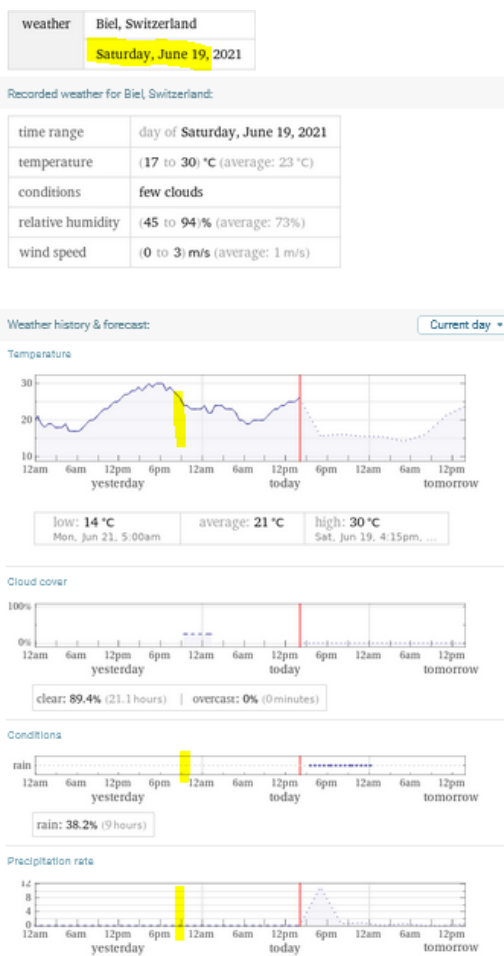 weather Biel, Switzerland
Saturday, June 19, 2021
Recorded weather for Biel, Switzerland:
time range day of Saturday, June 19, 2021
temperature (17 to 30) °C (average: 23 °C)
conditions few clouds
relative humidity (45 to 94)% (average: 73%)
wind speed (0 to 3) m/s (average: 1 m/s)
Weather history & forecast: Current day
Temperature
30
20
10
12am 6am 12pm 6pm 12am 6am 12pm 6pm 12am 6am 12pm
yesterday today tomorrow
low: 14 °C average: 21 °C high: 30 °C
Mon, Jun 21, 5:00am Sat, Jun 19, 4:15pm, ...
Cloud cover
100%
0%
12am 6am 12pm 6pm 12am 6am 12pm 6pm 12am 6am 12pm
yesterday today tomorrow
clear: 89.4% (21.1 hours) | overcast: 0% (0 minutes)
Conditions
rain
12am 6am 12pm 6pm 12am 6am 12pm 6pm 12am 6am 12pm
yesterday today tomorrow
rain: 38.2% (9 hours)
Precipitation rate
12
8
4
0
12am 6am 12pm 6pm 12am 6am 12pm 6pm 12am 6am 12pm
yesterday today tomorrow